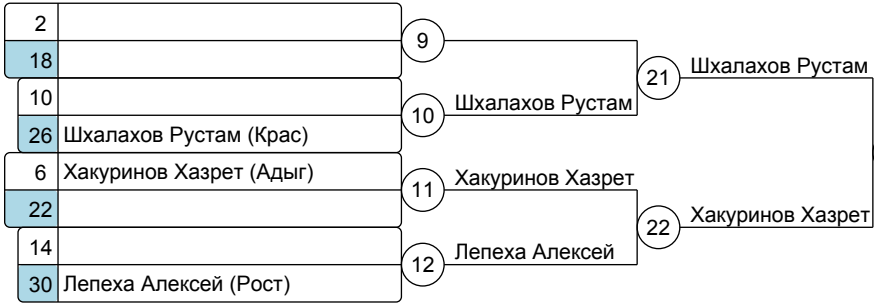 2
18
9
10
26 Шхалахов Рустам (Крас)
10 Шхалахов Рустам
21 Шхалахов Рустам
6 Хакуринов Хазрет (Адыг)
22
11 Хакуринов Хазрет
14
30 Лепеха Алексей (Рост)
12 Лепеха Алексей
22 Хакуринов Хазрет